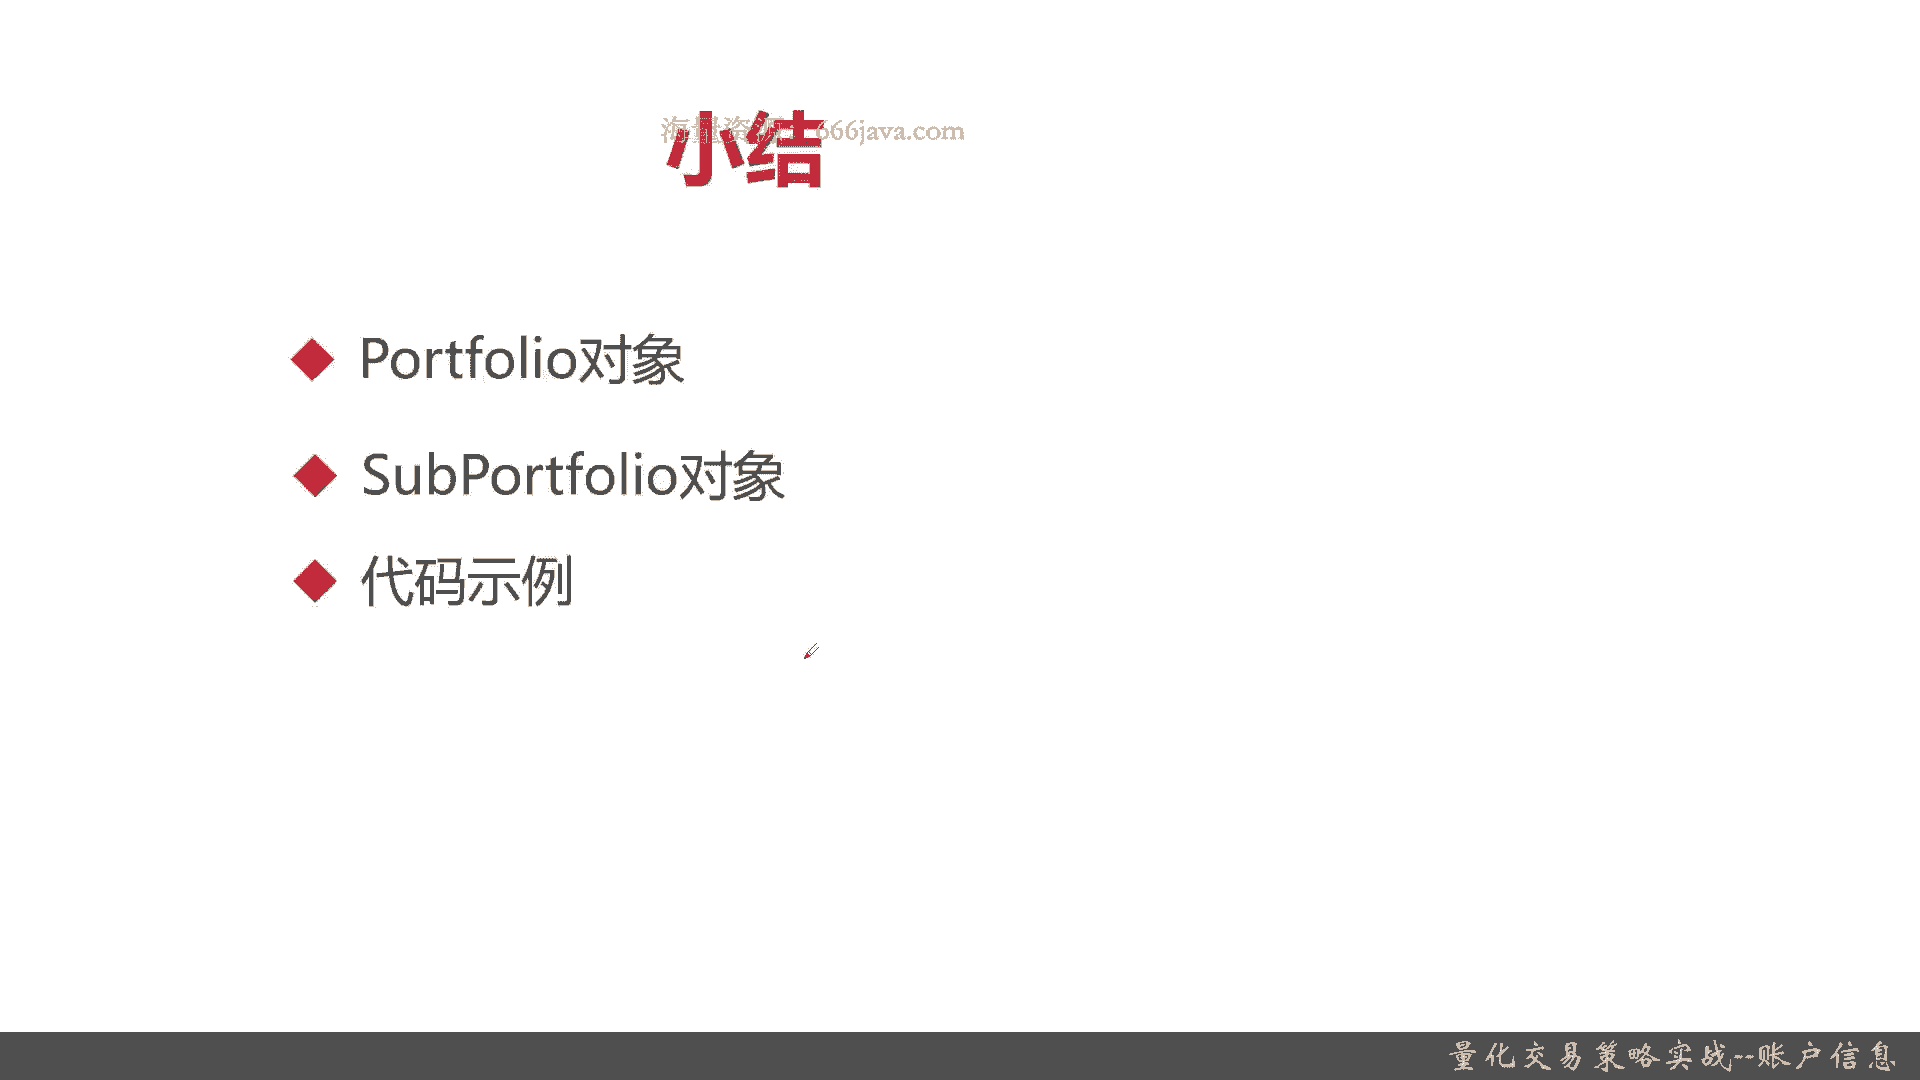 小结
海量资源：666java.com
Portfolio对象
SubPortfolio对象
代码示例
量化交易策略实战--账户信息